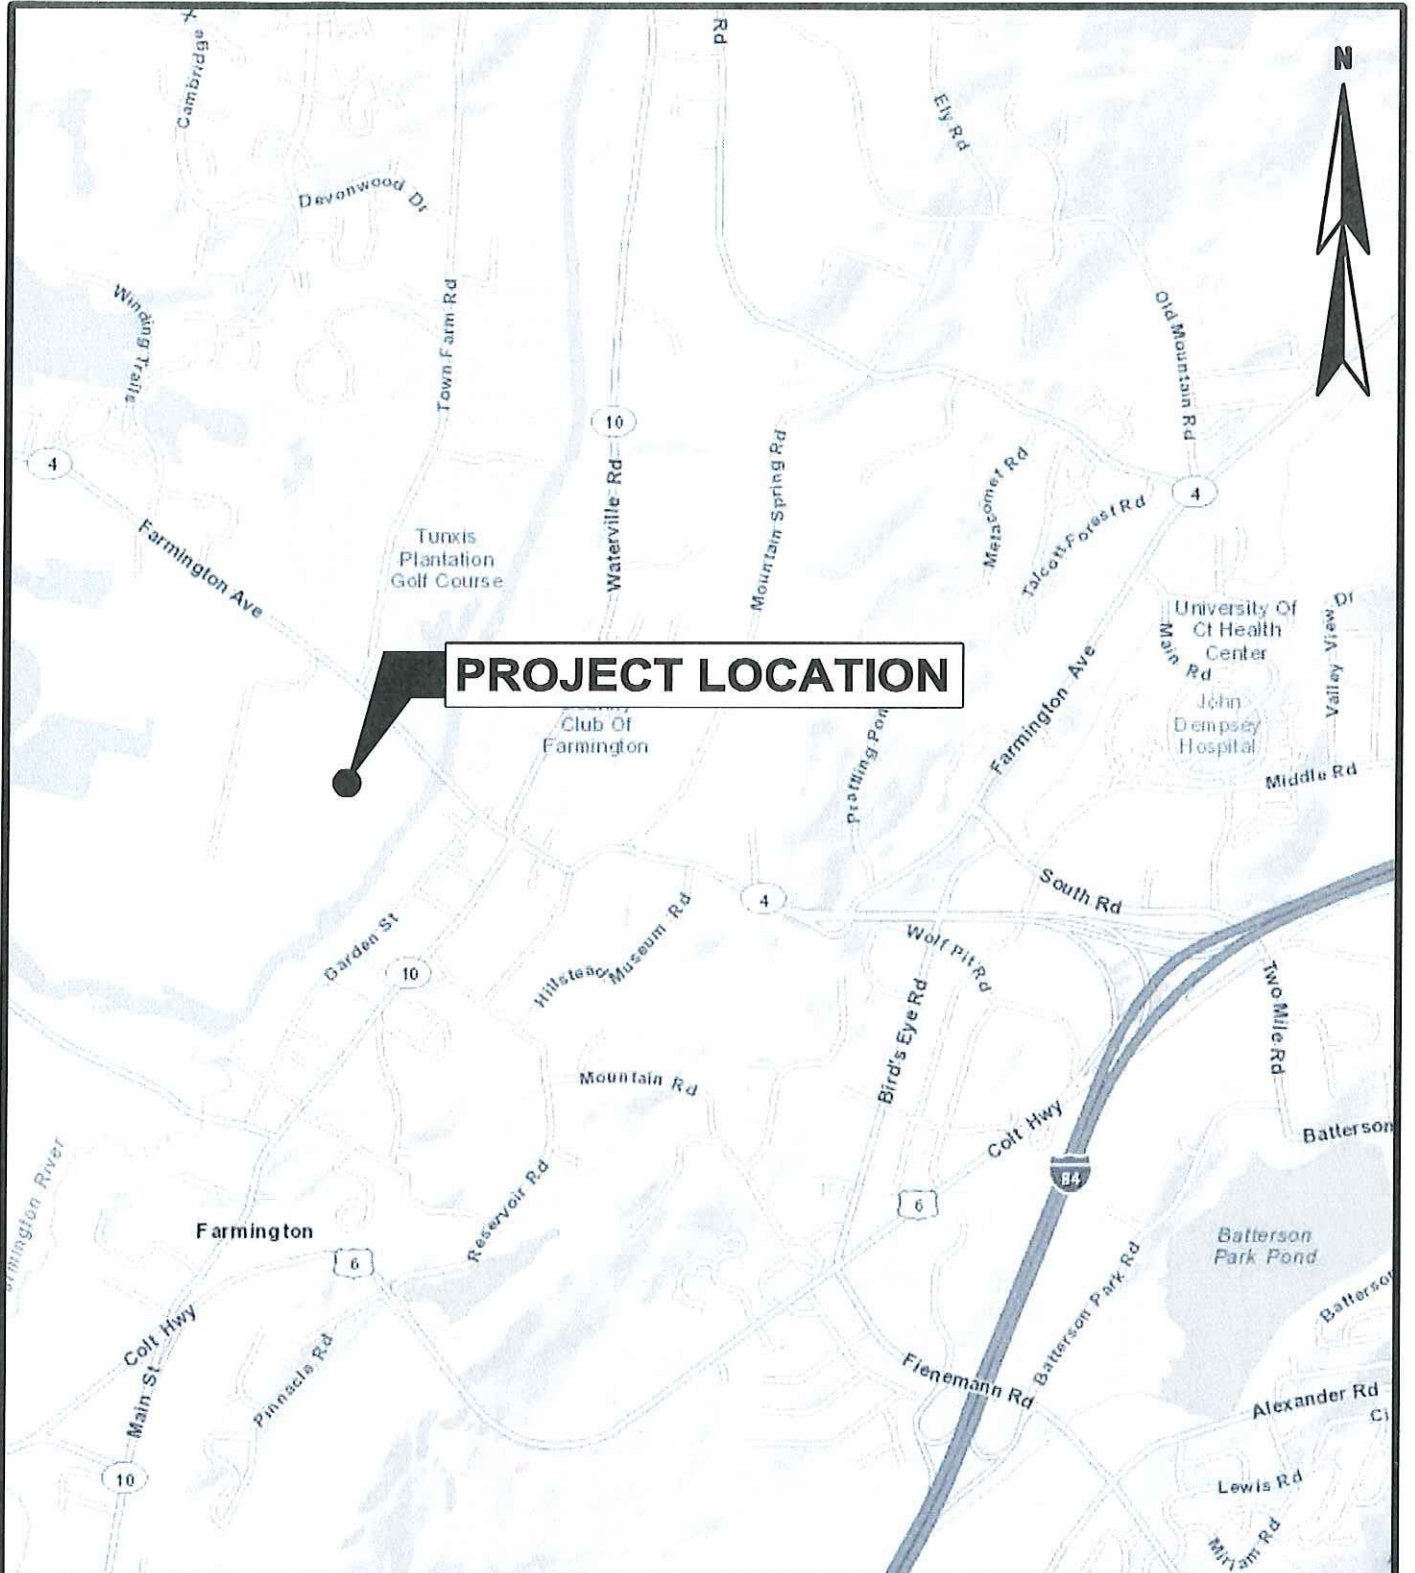 Cambridge
X
Rd
N
Ely Rd
Devonwood Dr
Winding Trails
Town Farm Rd
Old Mountain Rd
10
4
Waterville Rd
Mountain Spring Rd
Metacomet Rd
4
Talcott Forest Rd
Farmington Ave
Tunxis
Plantation
Golf Course
University Of
Ct Health
Center
Main Rd
Valley View Dr
PROJECT LOCATION
Club Of
Farmington
Farmington Ave
John
Dempsey
Hospital
Prattling Pon
Middle Rd
South Rd
4
Garden St
10
Hillstead Museum Rd
Wolf Pit Rd
Two Mile Rd
Bird's Eye Rd
Mountain Rd
Colt Hwy
Batterson
84
Reservoir Rd
6
Farmington
6
Batterson
Park Pond
Batterson Park Rd
Colt Hwy
Main St
Pinnacle Rd
Fienemann Rd
Alexander Rd
Ci
10
Lewis Rd
Miriam Rd